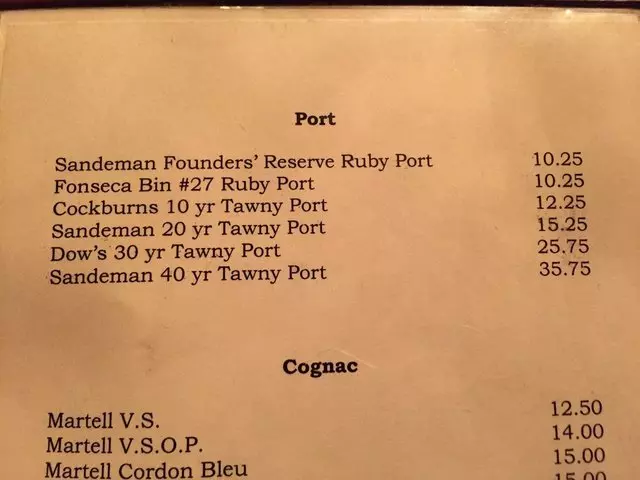 Port
Sandeman Founders' Reserve Ruby Port 10.25
Fonseca Bin #27 Ruby Port 10.25
Cockburns 10 yr Tawny Port 12.25
Sandeman 20 yr Tawny Port 15.25
Dow's 30 yr Tawny Port 25.75
Sandeman 40 yr Tawny Port 35.75
Cognac
Martell V.S. 12.50
Martell V.S.O.P. 14.00
Martell Cordon Bleu 15.00